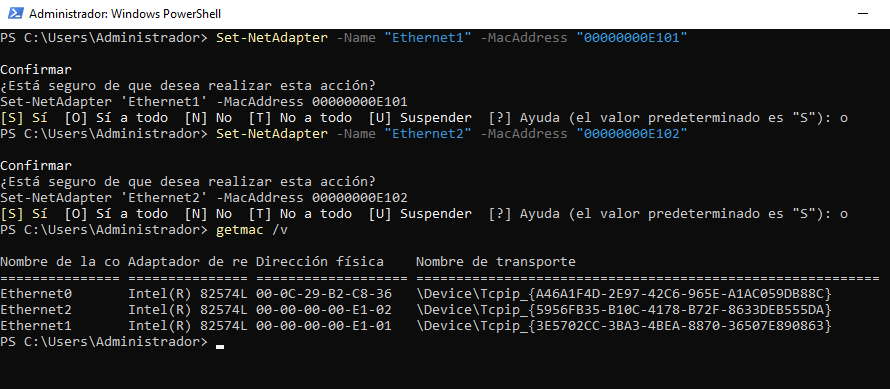 Administrador: Windows PowerShell
PS C:\Users\Administrador> Set-NetAdapter -Name "Ethernet1" -MacAddress "00000000E101"
Confirmar
¿Está seguro de que desea realizar esta acción?
Set-NetAdapter 'Ethernet1' -MacAddress 00000000E101
[S] Sí  [O] Sí a todo  [N] No  [T] No a todo  [U] Suspender  [?] Ayuda (el valor predeterminado es "S"): o
PS C:\Users\Administrador> Set-NetAdapter -Name "Ethernet2" -MacAddress "00000000E102"
Confirmar
¿Está seguro de que desea realizar esta acción?
Set-NetAdapter 'Ethernet2' -MacAddress 00000000E102
[S] Sí  [O] Sí a todo  [N] No  [T] No a todo  [U] Suspender  [?] Ayuda (el valor predeterminado es "S"): o
PS C:\Users\Administrador> getmac /v
Nombre de la co Adaptador de re Dirección física    Nombre de transporte
=============== =============== =================== ==========================================================
Ethernet0       Intel(R) 82574L 00-0C-29-B2-C8-36   \Device\Tcpip_{A46A1F4D-2E97-42C6-965E-A1AC059DB88C}
Ethernet2       Intel(R) 82574L 00-00-00-00-E1-02   \Device\Tcpip_{5956FB35-B10C-4178-B72F-8633DEB555DA}
Ethernet1       Intel(R) 82574L 00-00-00-00-E1-01   \Device\Tcpip_{3E5702CC-3BA3-4BEA-8870-36507E890863}
PS C:\Users\Administrador>